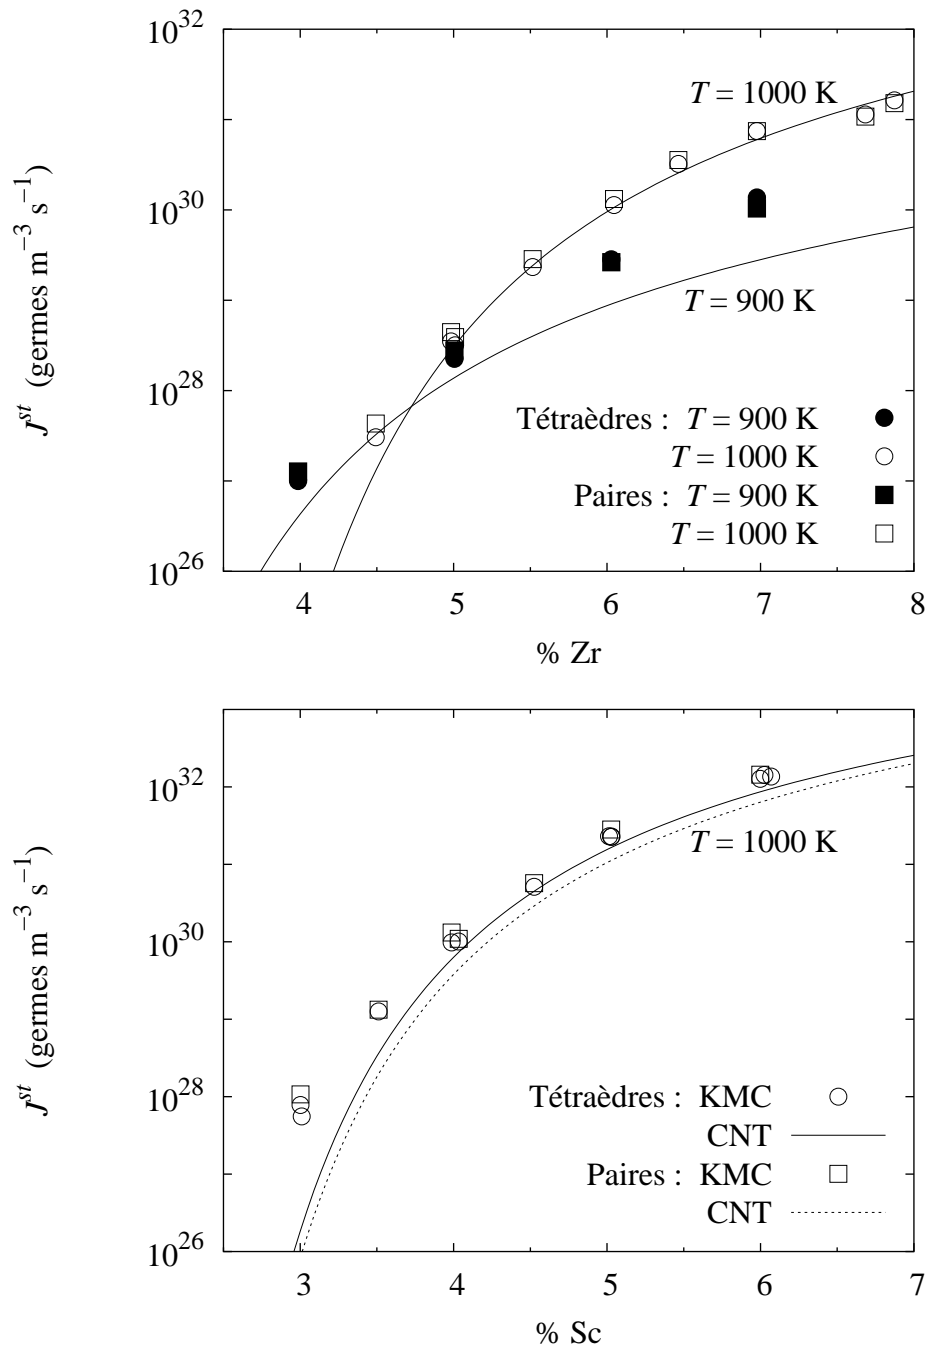 10^32
10^30
10^28
10^26
J^st (germes m^−3 s^−1)
T = 1000 K
T = 900 K
Tétraèdres : T = 900 K
T = 1000 K
Paires : T = 900 K
T = 1000 K
4 5 6 7 8
% Zr
10^32
10^30
10^28
10^26
J^st (germes m^−3 s^−1)
T = 1000 K
Tétraèdres : KMC
CNT
Paires : KMC
CNT
3 4 5 6 7
% Sc